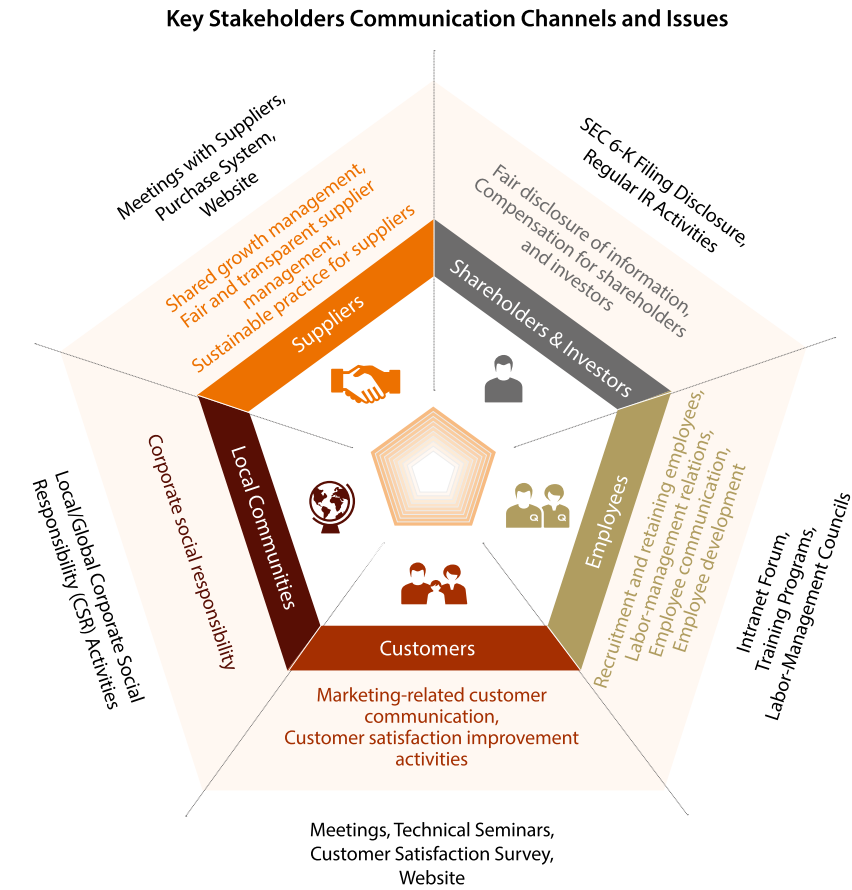 Key Stakeholders Communication Channels and Issues
Meetings with Suppliers,
Purchase System,
Website
Shared growth management,
Fair and transparent supplier
management,
Sustainable practice for suppliers
Suppliers
SEC 6-K Filing Disclosure,
Regular IR Activities
Fair disclosure of information,
Compensation for shareholders
and investors
Shareholders & Investors
Local/Global Corporate Social
Responsibility (CSR) Activities
Corporate social responsibility
Local Communities
Employees
Recruitment and retaining employees,
Labor-management relations,
Employee communication,
Employee development
Intranet Forum,
Training Programs,
Labor-Management Councils
Q Q
Customers
Marketing-related customer
communication,
Customer satisfaction improvement
activities
Meetings, Technical Seminars,
Customer Satisfaction Survey,
Website